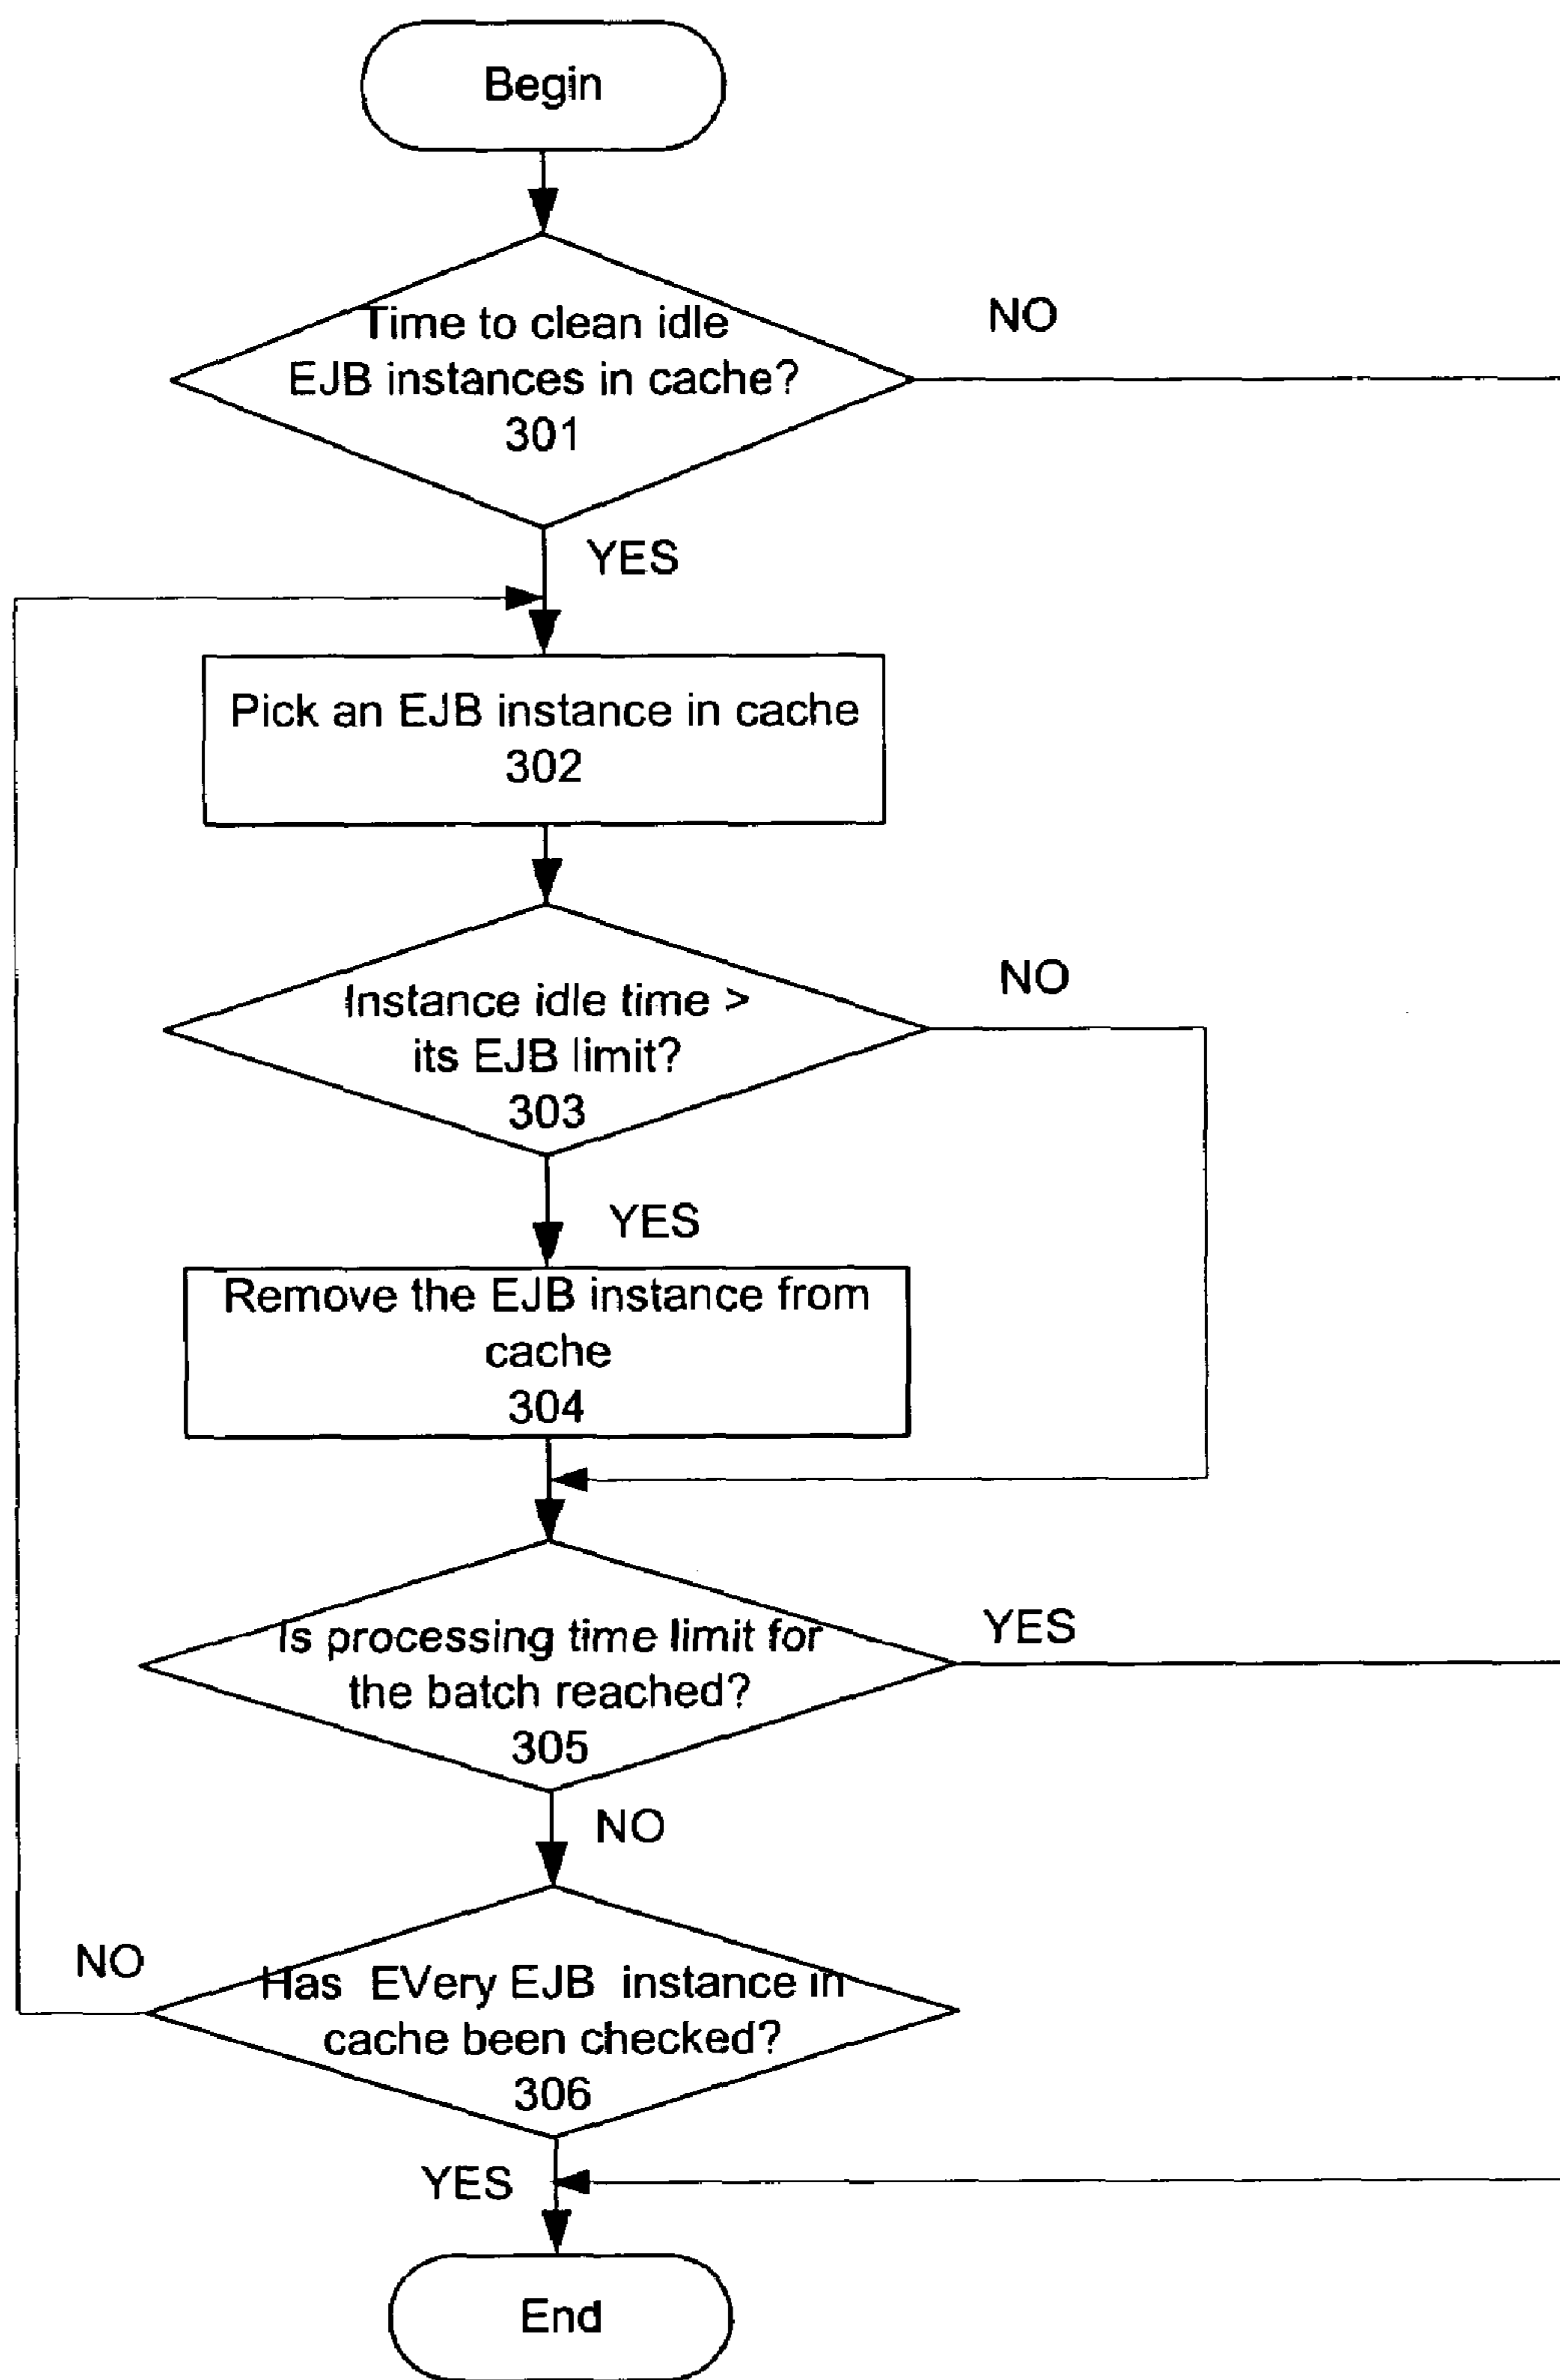 Begin
Time to clean idle
EJB instances in cache?
301
NO
YES
Pick an EJB instance in cache
302
Instance idle time >
its EJB limit?
303
NO
YES
Remove the EJB instance from
cache
304
Is processing time limit for
the batch reached?
305
YES
NO
NO
Has EVery EJB instance in
cache been checked?
306
YES
End